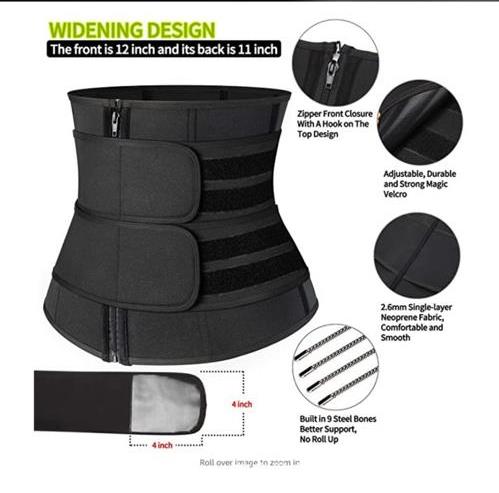 WIDENING DESIGN
The front is 12 inch and its back is 11 inch
Zipper Front Closure
With A Hook on The
Top Design
Adjustable, Durable
and Strong Magic
Velcro
2.6mm Single-layer
Neoprene Fabric,
Comfortable and
Smooth
4 inch
4 inch
Built in 9 Steel Bones
Better Support,
No Roll Up
Roll over image to zoom in